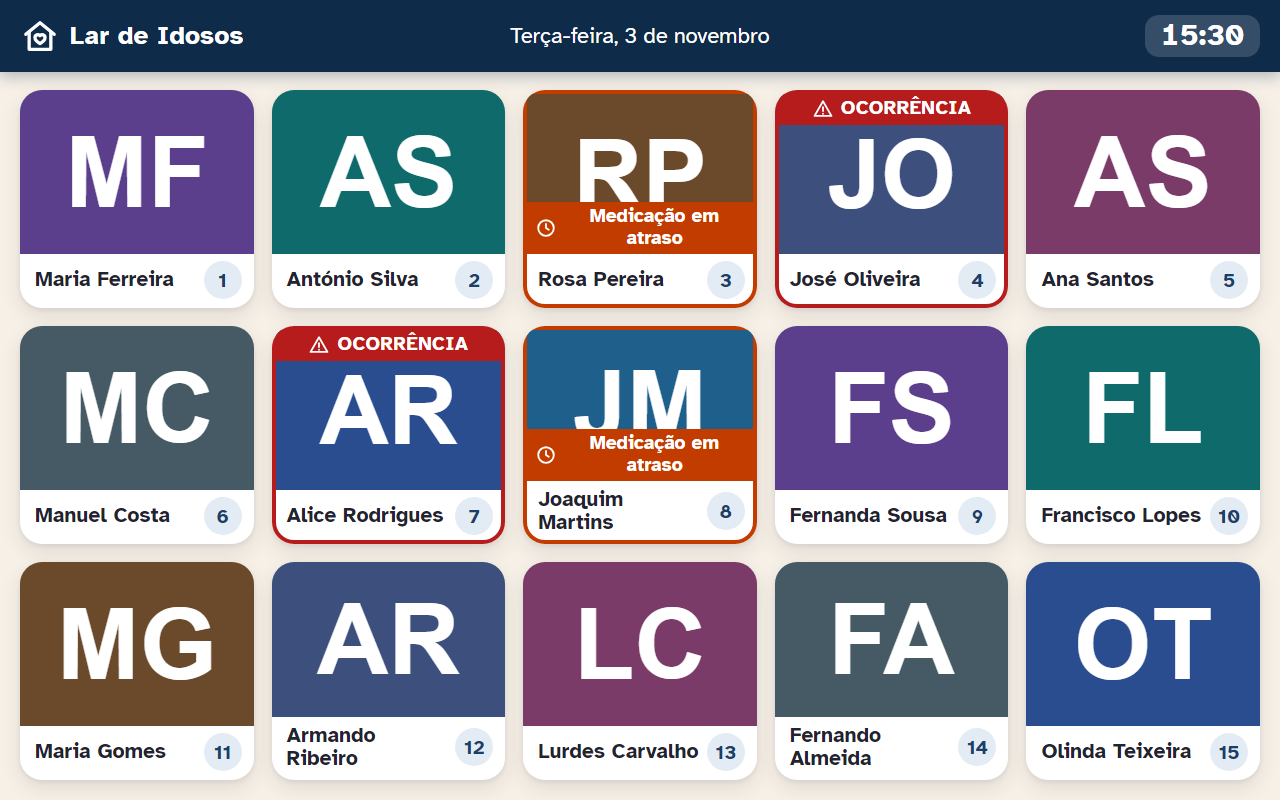 Lar de Idosos
Terça-feira, 3 de novembro
15:30
MF
Maria Ferreira
1
AS
António Silva
2
RP
Medicação em
atraso
Rosa Pereira
3
OCORRÊNCIA
JO
José Oliveira
4
AS
Ana Santos
5
MC
Manuel Costa
6
OCORRÊNCIA
AR
Alice Rodrigues
7
JM
Medicação em
atraso
Joaquim
Martins
8
FS
Fernanda Sousa
9
FL
Francisco Lopes
10
MG
Maria Gomes
11
AR
Armando
Ribeiro
12
LC
Lurdes Carvalho
13
FA
Fernando
Almeida
14
OT
Olinda Teixeira
15